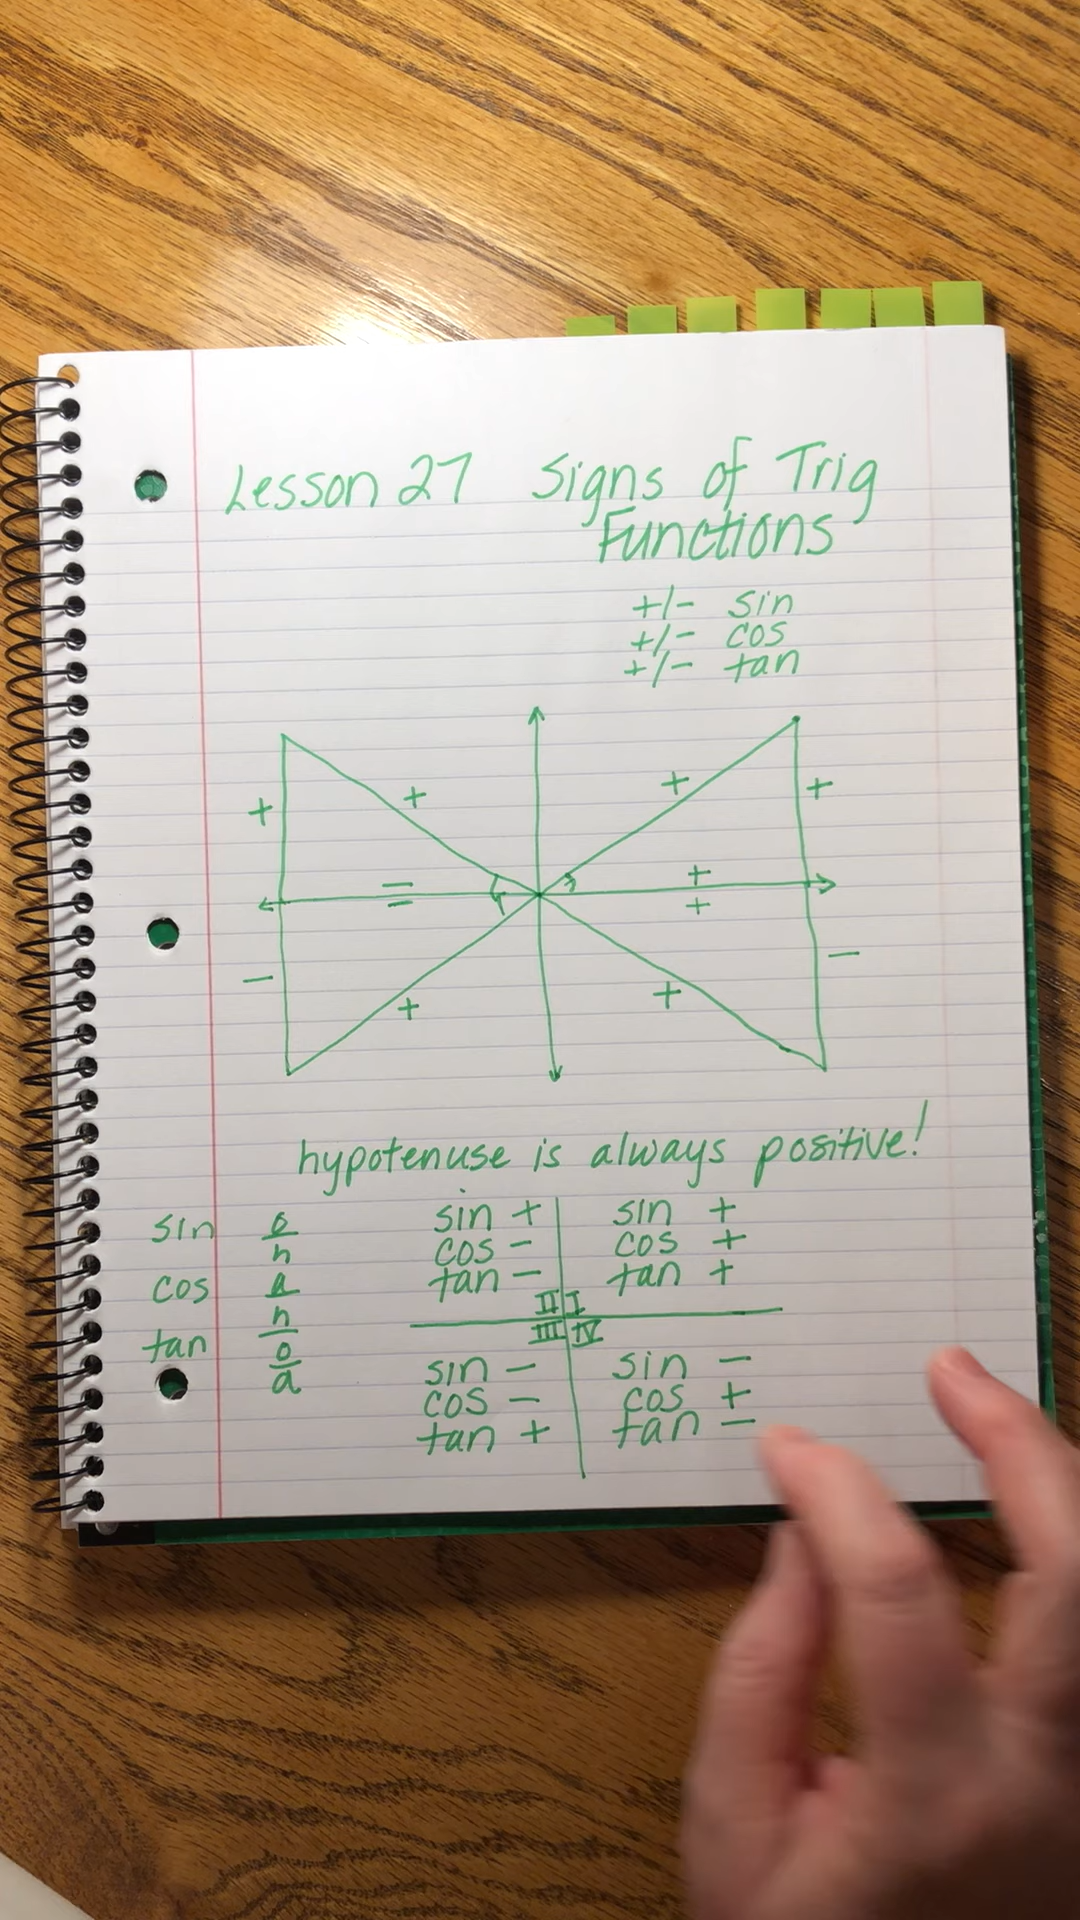 Lesson 27 Signs of Trig
Functions
+/- sin
+/- cos
+/- tan
+ + + +
− − + +
− + + −
hypotenuse is always positive!
sin o/h
cos a/h
tan o/a
sin + sin +
cos − cos +
tan − tan +
II I
III IV
sin − sin −
cos − cos +
tan + tan −